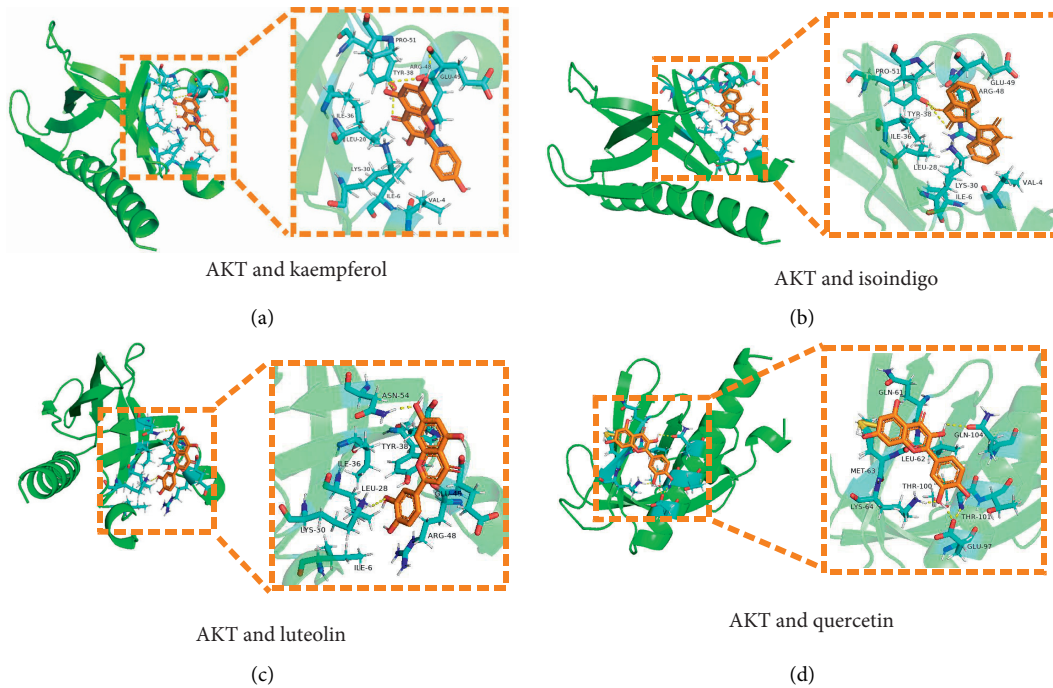 PRO-51
ARG-48
TYR-38
GLU-49
ILE-36
LEU-28
LYS-30
ILE-6
VAL-4
AKT and kaempferol
(a)
PRO-51
GLU-49
ARG-48
TYR-38
ILE-36
LEU-28
LYS-30
VAL-4
ILE-6
AKT and isoindigo
(b)
ASN-54
TYR-38
ILE-36
LEU-28
LYS-30
ARG-48
ILE-6
AKT and luteolin
(c)
GLN-61
GLN-104
LEU-62
MET-63
THR-100
LYS-64
THR-101
GLU-97
AKT and quercetin
(d)